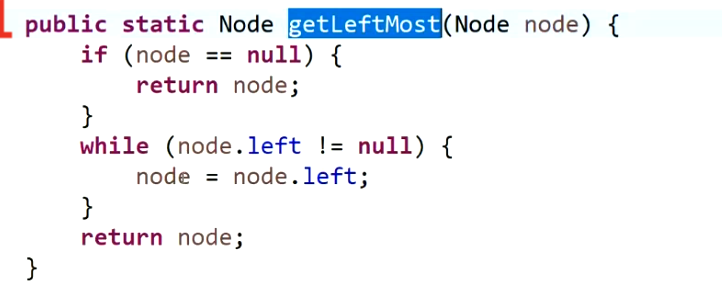 public static Node getLeftMost(Node node) {
    if (node == null) {
        return node;
    }
    while (node.left != null) {
        node = node.left;
    }
    return node;
}